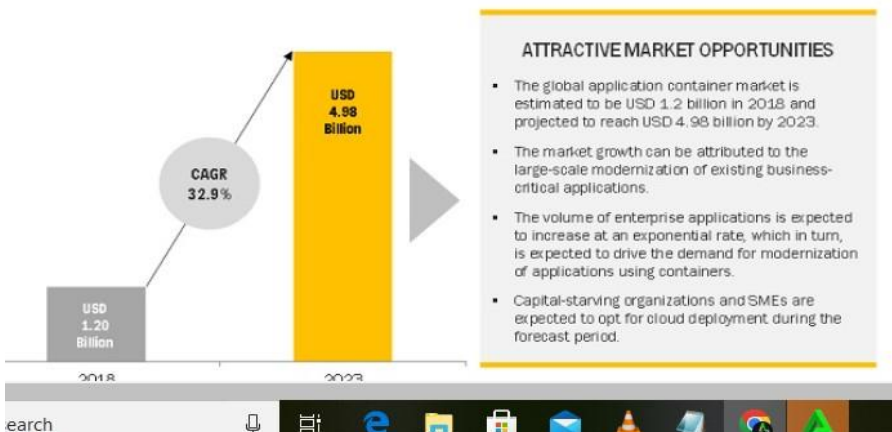 USD
4.98
Billion
CAGR
32.9%
USD
1.20
Billion
2018
2023
ATTRACTIVE MARKET OPPORTUNITIES
▪ The global application container market is
estimated to be USD 1.2 billion in 2018 and
projected to reach USD 4.98 billion by 2023.
▪ The market growth can be attributed to the
large-scale modernization of existing business-
critical applications.
▪ The volume of enterprise applications is expected
to increase at an exponential rate, which in turn,
is expected to drive the demand for modernization
of applications using containers.
▪ Capital-starving organizations and SMEs are
expected to opt for cloud deployment during the
forecast period.
earch